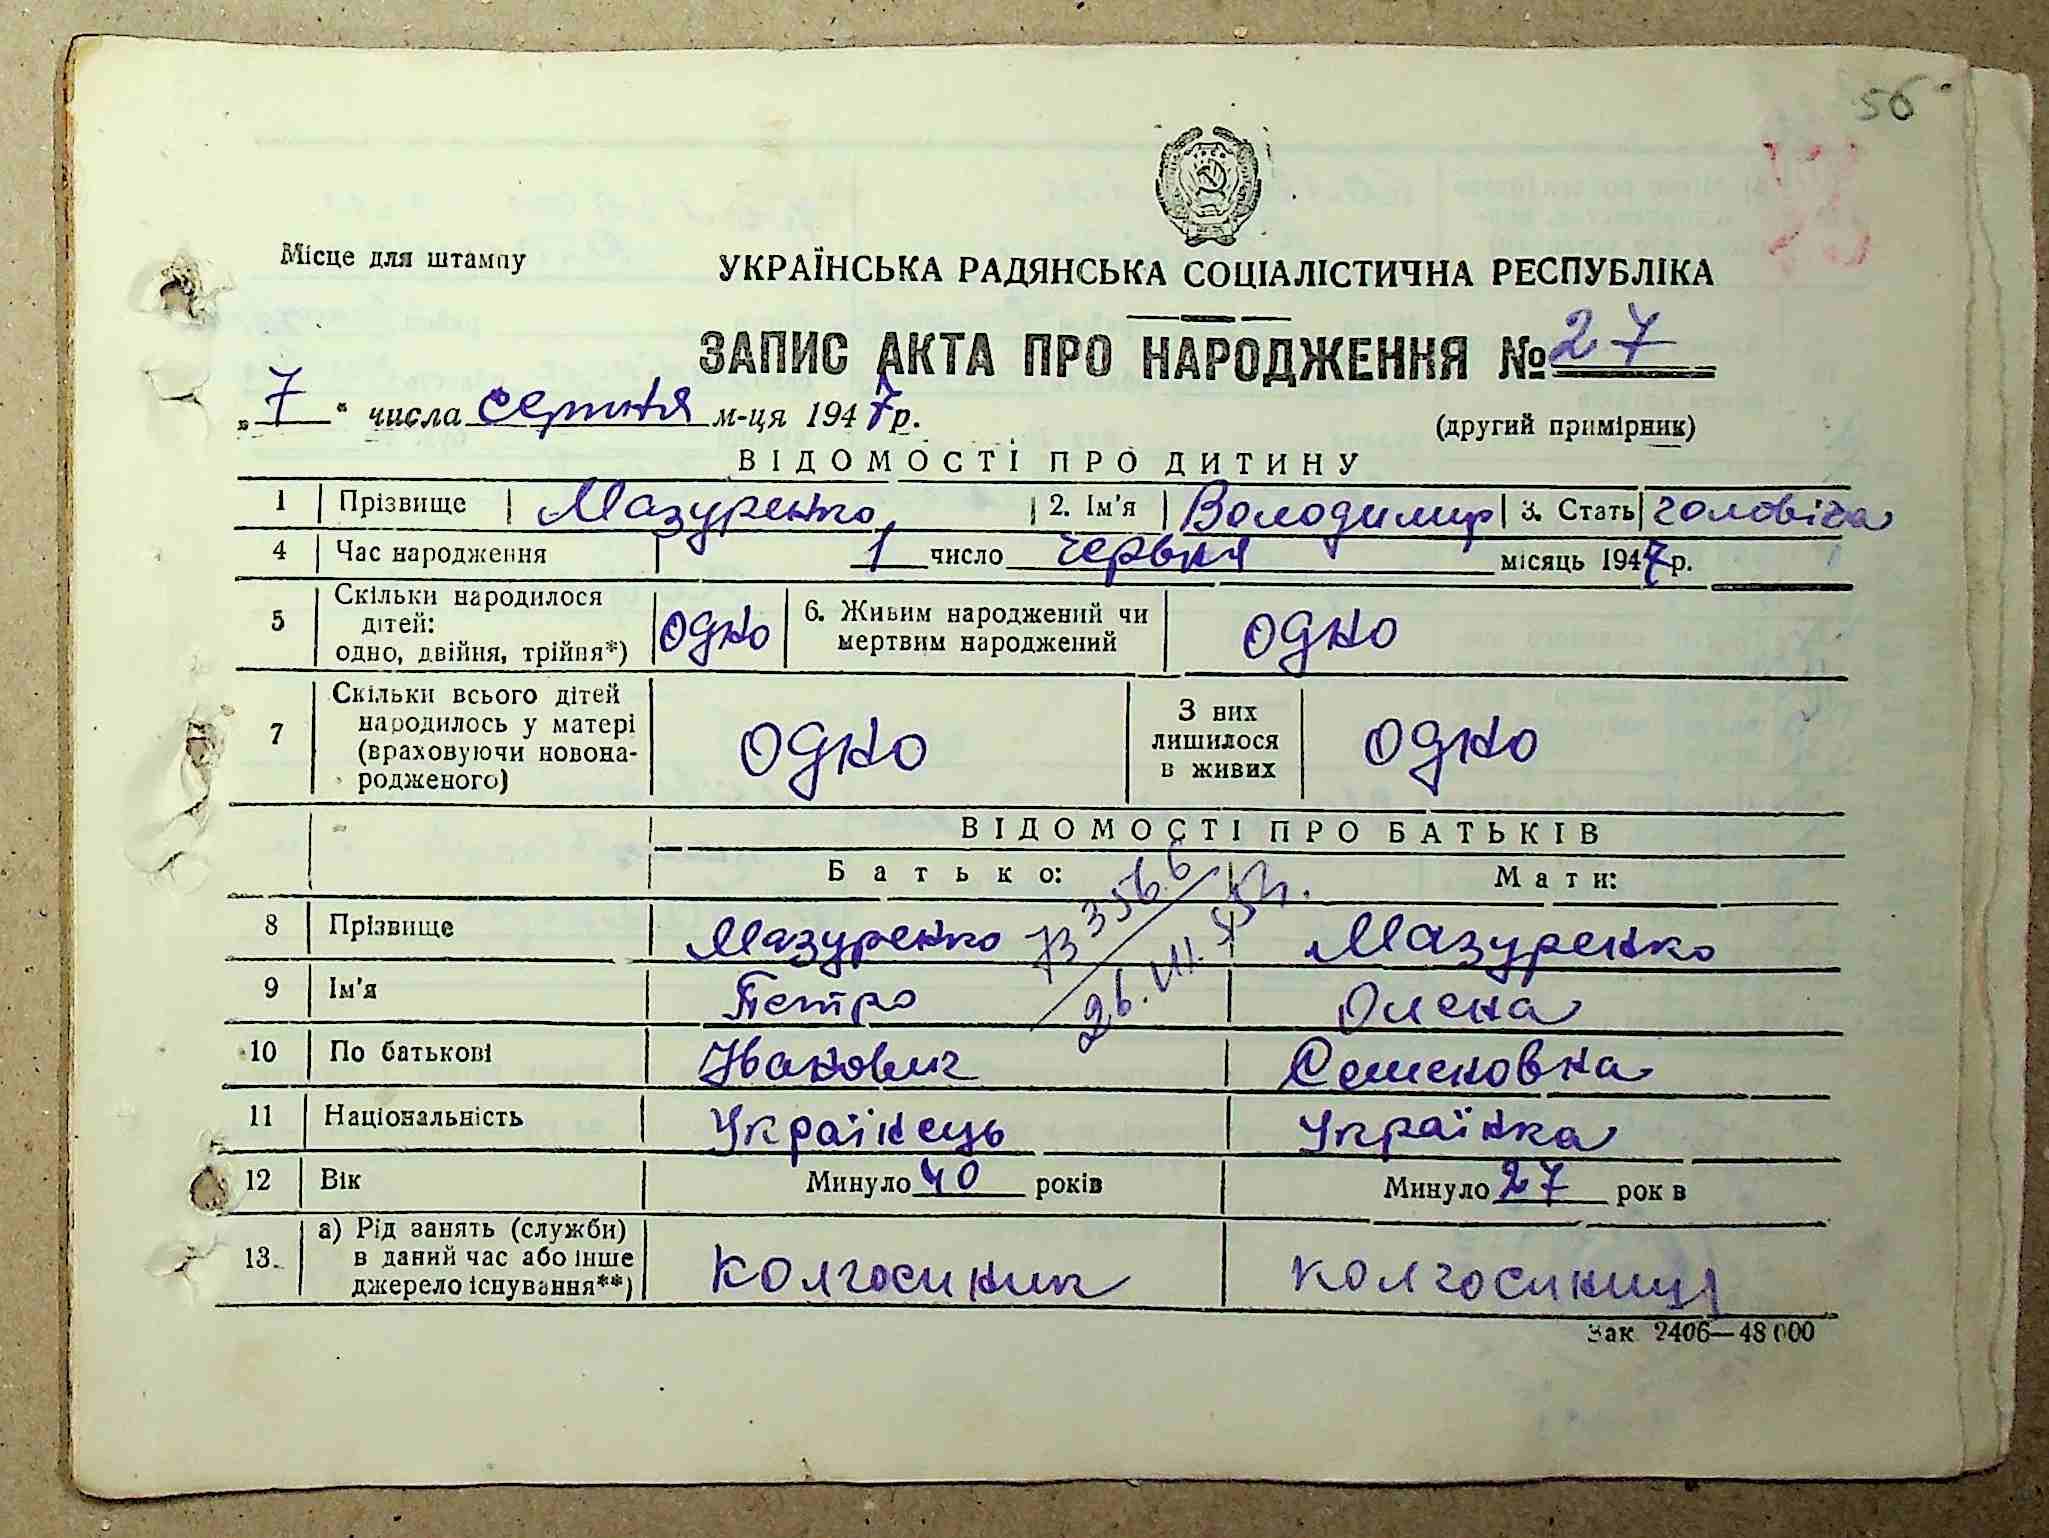 56
Місце для штампу
УКРАЇНСЬКА РАДЯНСЬКА СОЦІАЛІСТИЧНА РЕСПУБЛІКА
ЗАПИС АКТА ПРО НАРОДЖЕННЯ № 27
„7“ числа серпня м-ця 1947 р.
(другий примірник)
ВІДОМОСТІ ПРО ДИТИНУ
1 Прізвище Мазуренко 2. Ім'я Володимир 3. Стать чоловіча
4 Час народження 1 число червня місяць 1947 р.
5 Скільки народилося дітей: одно, двійня, трійня*) одно 6. Живим народжений чи мертвим народжений одно
7 Скільки всього дітей народилось у матері (враховуючи новонародженого) одно З них лишилося в живих одно
ВІДОМОСТІ ПРО БАТЬКІВ
Батько: Мати:
8 Прізвище Мазуренко Мазуренко
9 Ім'я Петро Олена
10 По батькові Іванович Семеновна
11 Національність Українець Українка
12 Вік Минуло 40 років Минуло 27 рок в
13. а) Рід занять (служби) в даний час або інше джерело існування**) колгоспник колгоспниця
Зак 2406—48 000